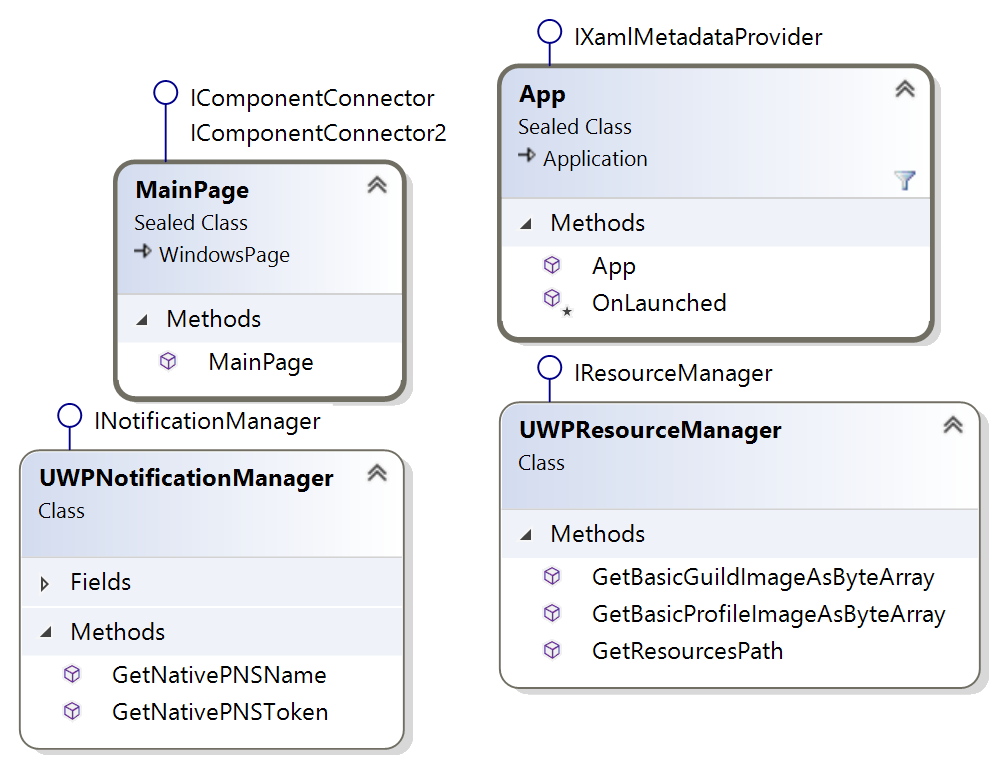 IComponentConnector
IComponentConnector2
MainPage
Sealed Class
WindowsPage
Methods
MainPage
IXamlMetadataProvider
App
Sealed Class
Application
Methods
App
OnLaunched
INotificationManager
UWPNotificationManager
Class
Fields
Methods
GetNativePNSName
GetNativePNSToken
IResourceManager
UWPResourceManager
Class
Methods
GetBasicGuildImageAsByteArray
GetBasicProfileImageAsByteArray
GetResourcesPath